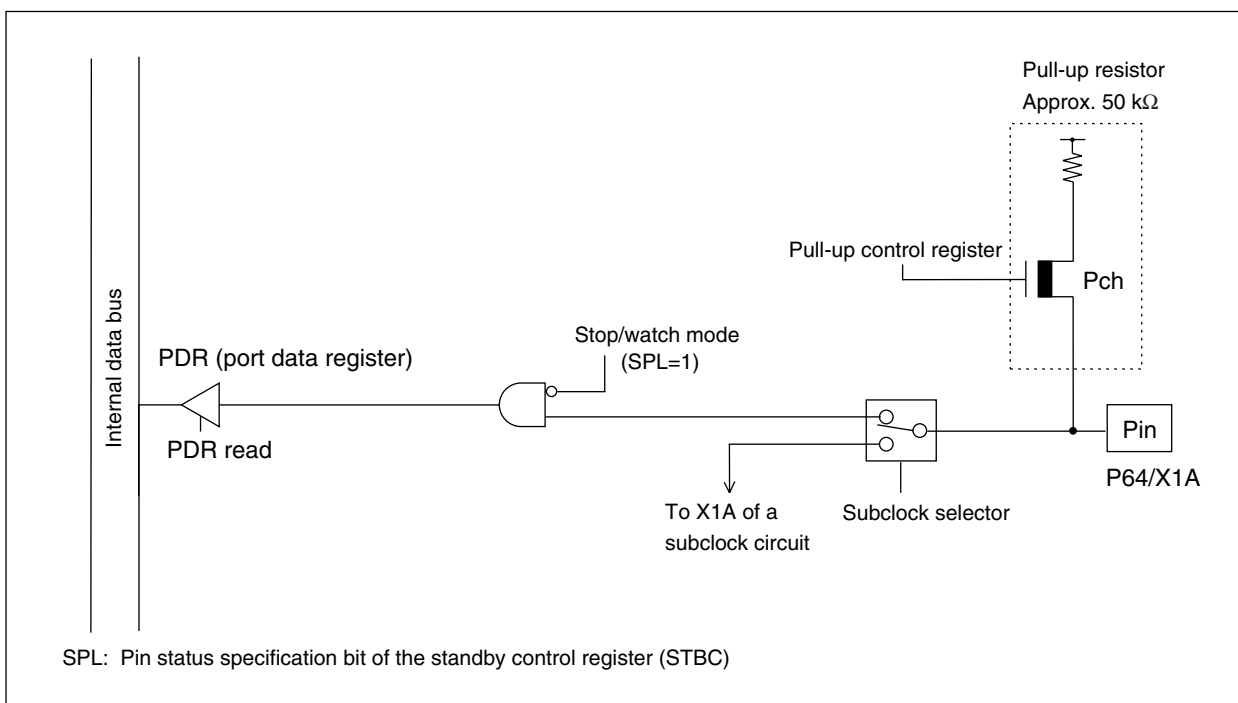 Pull-up resistor
Approx. 50 kΩ
Pull-up control register
Pch
Internal data bus
Stop/watch mode
(SPL=1)
PDR (port data register)
PDR read
Pin
P64/X1A
To X1A of a
subclock circuit
Subclock selector
SPL: Pin status specification bit of the standby control register (STBC)